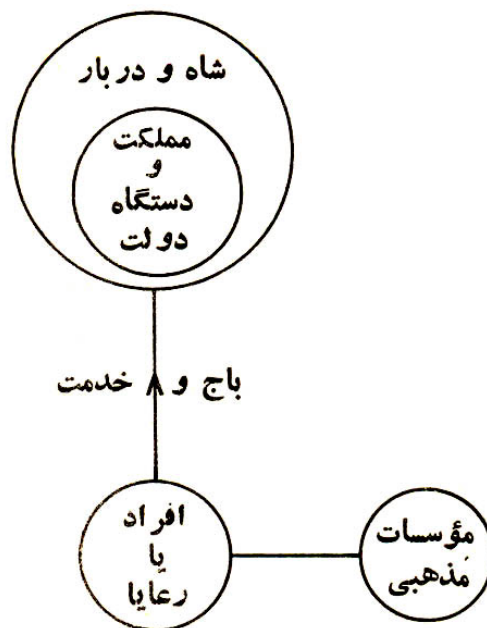 شاه و دربار
مملکت
و
دستگاه
دولت
باج و خدمت
افراد
یا
رعایا
مؤسسات
مذهبی